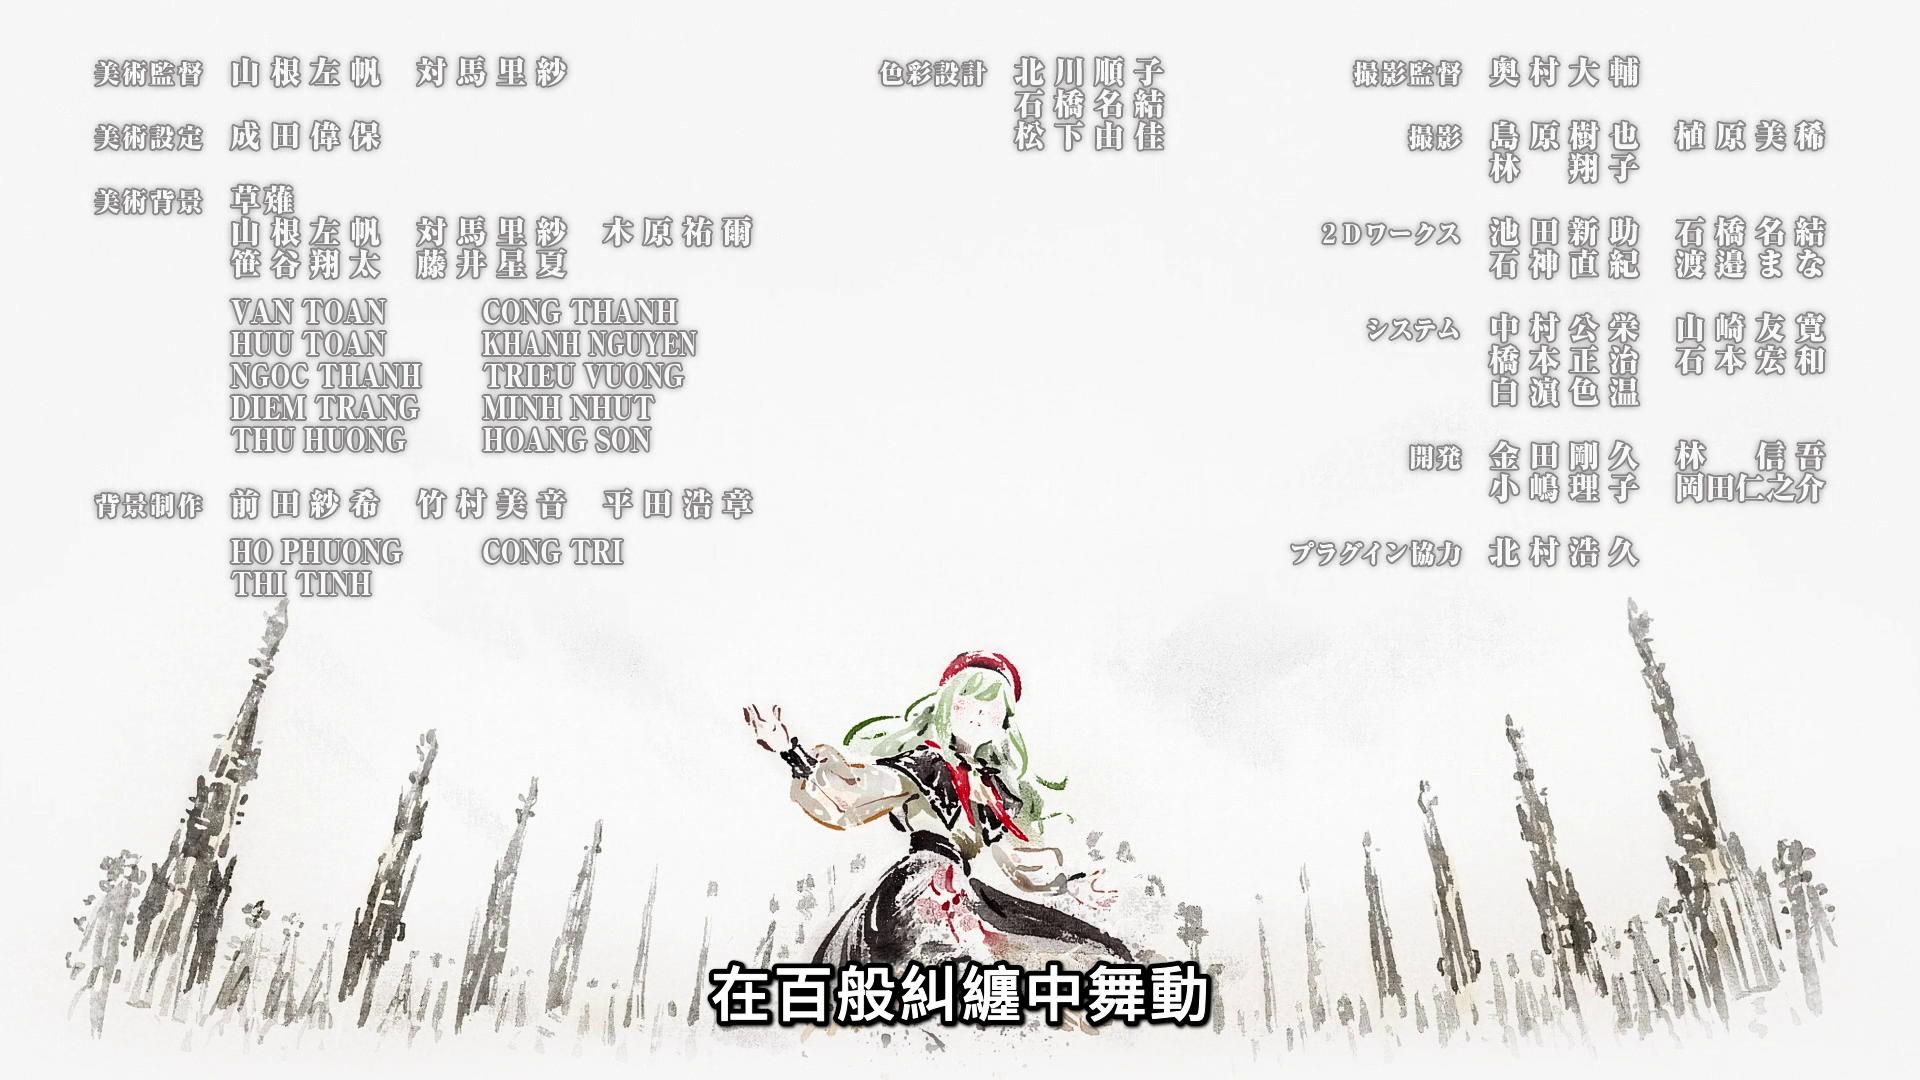 美術監督 山根左帆 対馬里紗
美術設定 成田偉保
美術背景 草薙
山根左帆 対馬里紗 木原祐爾
笹谷翔太 藤井星夏
VAN TOAN CONG THANH
HUU TOAN KHANH NGUYEN
NGOC THANH TRIEU VUONG
DIEM TRANG MINH NHUT
THU HUONG HOANG SON
背景制作 前田紗希 竹村美音 平田浩章
HO PHUONG CONG TRI
THI TINH
色彩設計 北川順子
石橋名結
松下由佳
撮影監督 奥村大輔
撮影 島原樹也 植原美稀
林 翔子
2Dワークス 池田新助 石橋名結
石神直紀 渡邉まな
システム 中村公栄 山崎友寛
橋本正治 石本宏和
白濵色温
開発 金田剛久 林 信吾
小嶋理子 岡田仁之介
プラグイン協力 北村浩久
在百般糾纏中舞動